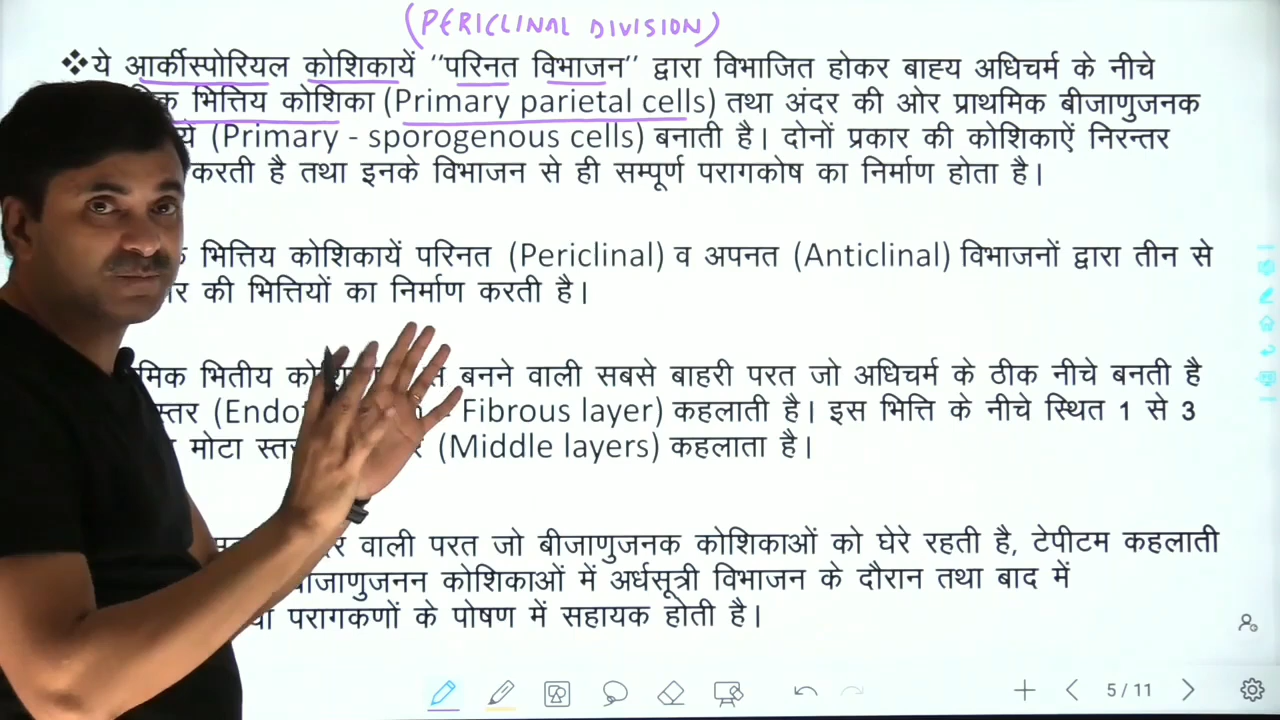 (PERICLINAL DIVISION)
❖ये आर्कीस्पोरियल कोशिकायें "परिनत विभाजन" द्वारा विभाजित होकर बाह्य अधिचर्म के नीचे
भित्तिय कोशिका (Primary parietal cells) तथा अंदर की ओर प्राथमिक बीजाणुजनक
(Primary - sporogenous cells) बनाती है। दोनों प्रकार की कोशिकाऐं निरन्तर
करती है तथा इनके विभाजन से ही सम्पूर्ण परागकोष का निर्माण होता है।
भित्तिय कोशिकायें परिनत (Periclinal) व अपनत (Anticlinal) विभाजनों द्वारा तीन से
की भित्तियों का निर्माण करती है।
भितीय बनने वाली सबसे बाहरी परत जो अधिचर्म के ठीक नीचे बनती है
स्तर Fibrous layer) कहलाती है। इस भित्ति के नीचे स्थित 1 से 3
मोटा (Middle layers) कहलाता है।
वाली परत जो बीजाणुजनक कोशिकाओं को घेरे रहती है, टेपीटम कहलाती
कोशिकाओं में अर्धसूत्री विभाजन के दौरान तथा बाद में
परागकणों के पोषण में सहायक होती है।
5 / 11